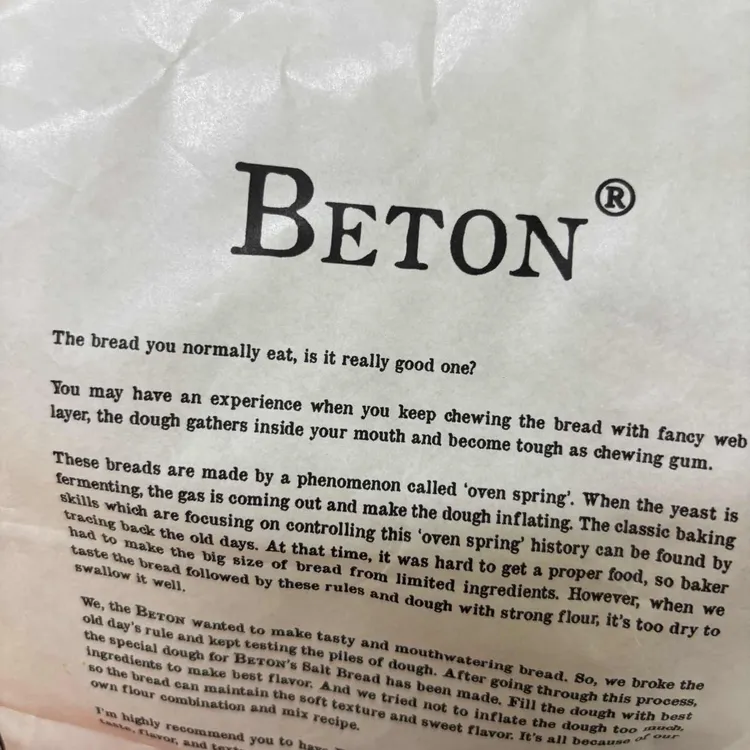 BETON®
The bread you normally eat, is it really good one?
You may have an experience when you keep chewing the bread with fancy web
layer, the dough gathers inside your mouth and become tough as chewing gum.
These breads are made by a phenomenon called 'oven spring'. When the yeast is
fermenting, the gas is coming out and make the dough inflating. The classic baking
skills which are focusing on controlling this 'oven spring' history can be found by
tracing back the old days. At that time, it was hard to get a proper food, so baker
had to make the big size of bread from limited ingredients. However, when we
taste the bread followed by these rules and dough with strong flour, it's too dry to
swallow it well.
We, the BETON wanted to make tasty and mouthwatering bread. So, we broke the
old day's rule and kept testing the piles of dough. After going through this process,
the special dough for BETON's Salt Bread has been made. Fill the dough with best
ingredients to make best flavor. And we tried not to inflate the dough too much,
so the bread can maintain the soft texture and sweet flavor. It's all because of our
own flour combination and mix recipe.
I'm highly recommend you to have
taste, flavor, and